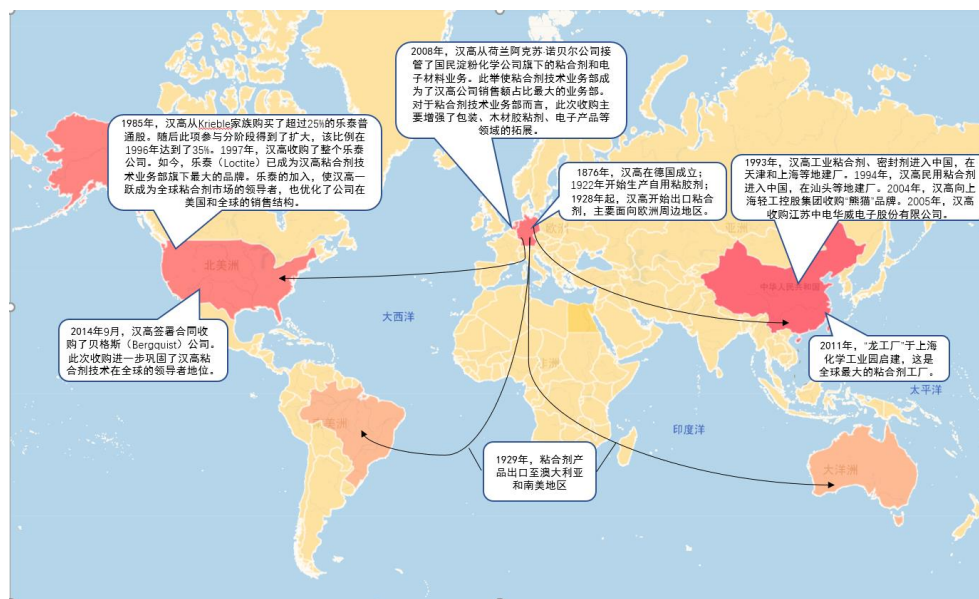 2008年，汉高从荷兰阿克苏·诺贝尔公司接
管了国民淀粉化学公司旗下的粘合剂和电
子材料业务。此举使粘合剂技术业务部成
为了汉高公司销售额占比最大的业务部。
对于粘合剂技术业务部而言，此次收购主
要增强了包装、木材胶粘剂、电子产品等
领域的拓展。
1985年，汉高从Krieble家族购买了超过25%的乐泰普
通股。随后此项参与分阶段得到了扩大，该比例在
1996年达到了35%。1997年，汉高收购了整个乐泰
公司。如今，乐泰（Loctite）已成为汉高粘合剂技
术业务部旗下最大的品牌。乐泰的加入，使汉高一
跃成为全球粘合剂市场的领导者，也优化了公司在
美国和全球的销售结构。
1876年，汉高在德国成立；
1922年开始生产自用粘胶剂；
1928年起，汉高开始出口粘合
剂，主要面向欧洲周边地区。
1993年，汉高工业粘合剂、密封剂进入中国，在
天津和上海等地建厂。1994年，汉高民用粘合剂
进入中国，在汕头等地建厂。2004年，汉高向上
海轻工控股集团收购“熊猫”品牌。2005年，汉高
收购江苏中电华威电子股份有限公司。
欧洲
亚洲
北美洲
中华人民共和国
大西洋
2014年9月，汉高签署合同收购
了贝格斯（Bergquist）公司。
此次收购进一步巩固了汉高粘
合剂技术在全球的领导者地位。
2011年，“龙工厂”于上海
化学工业园启建，这是
全球最大的粘合剂工厂。
非洲
太平洋
南美洲
印度洋
大洋洲
1929年，粘合剂产
品出口至澳大利亚
和南美地区